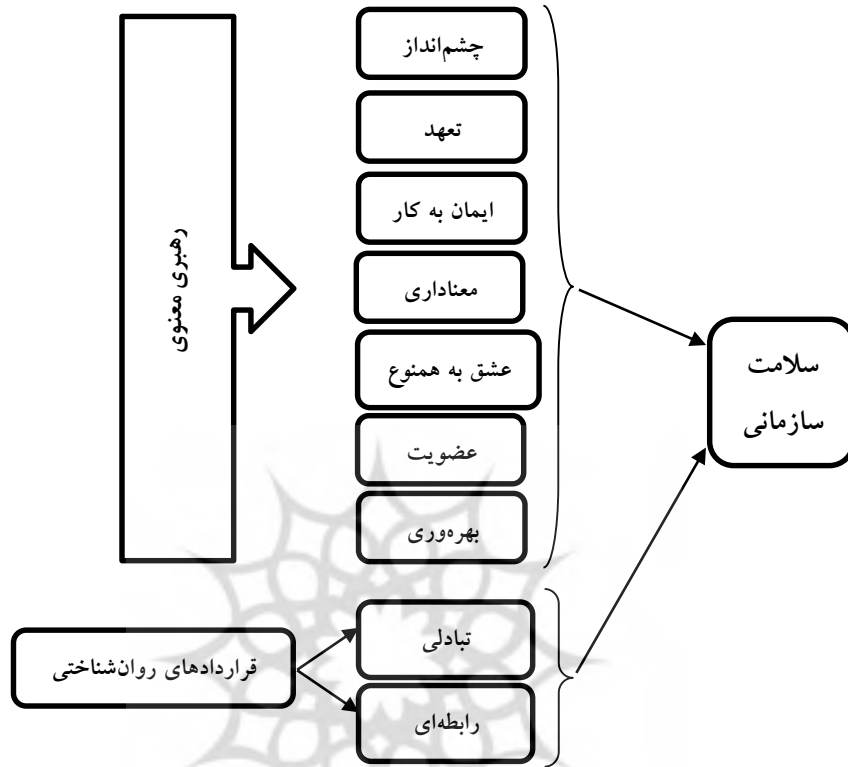 چشم‌انداز
تعهد
ایمان به کار
معناداری
عشق به همنوع
عضویت
بهره‌وری
رهبری معنوی
سلامت
سازمانی
تبادلی
رابطه‌ای
قراردادهای روان‌شناختی